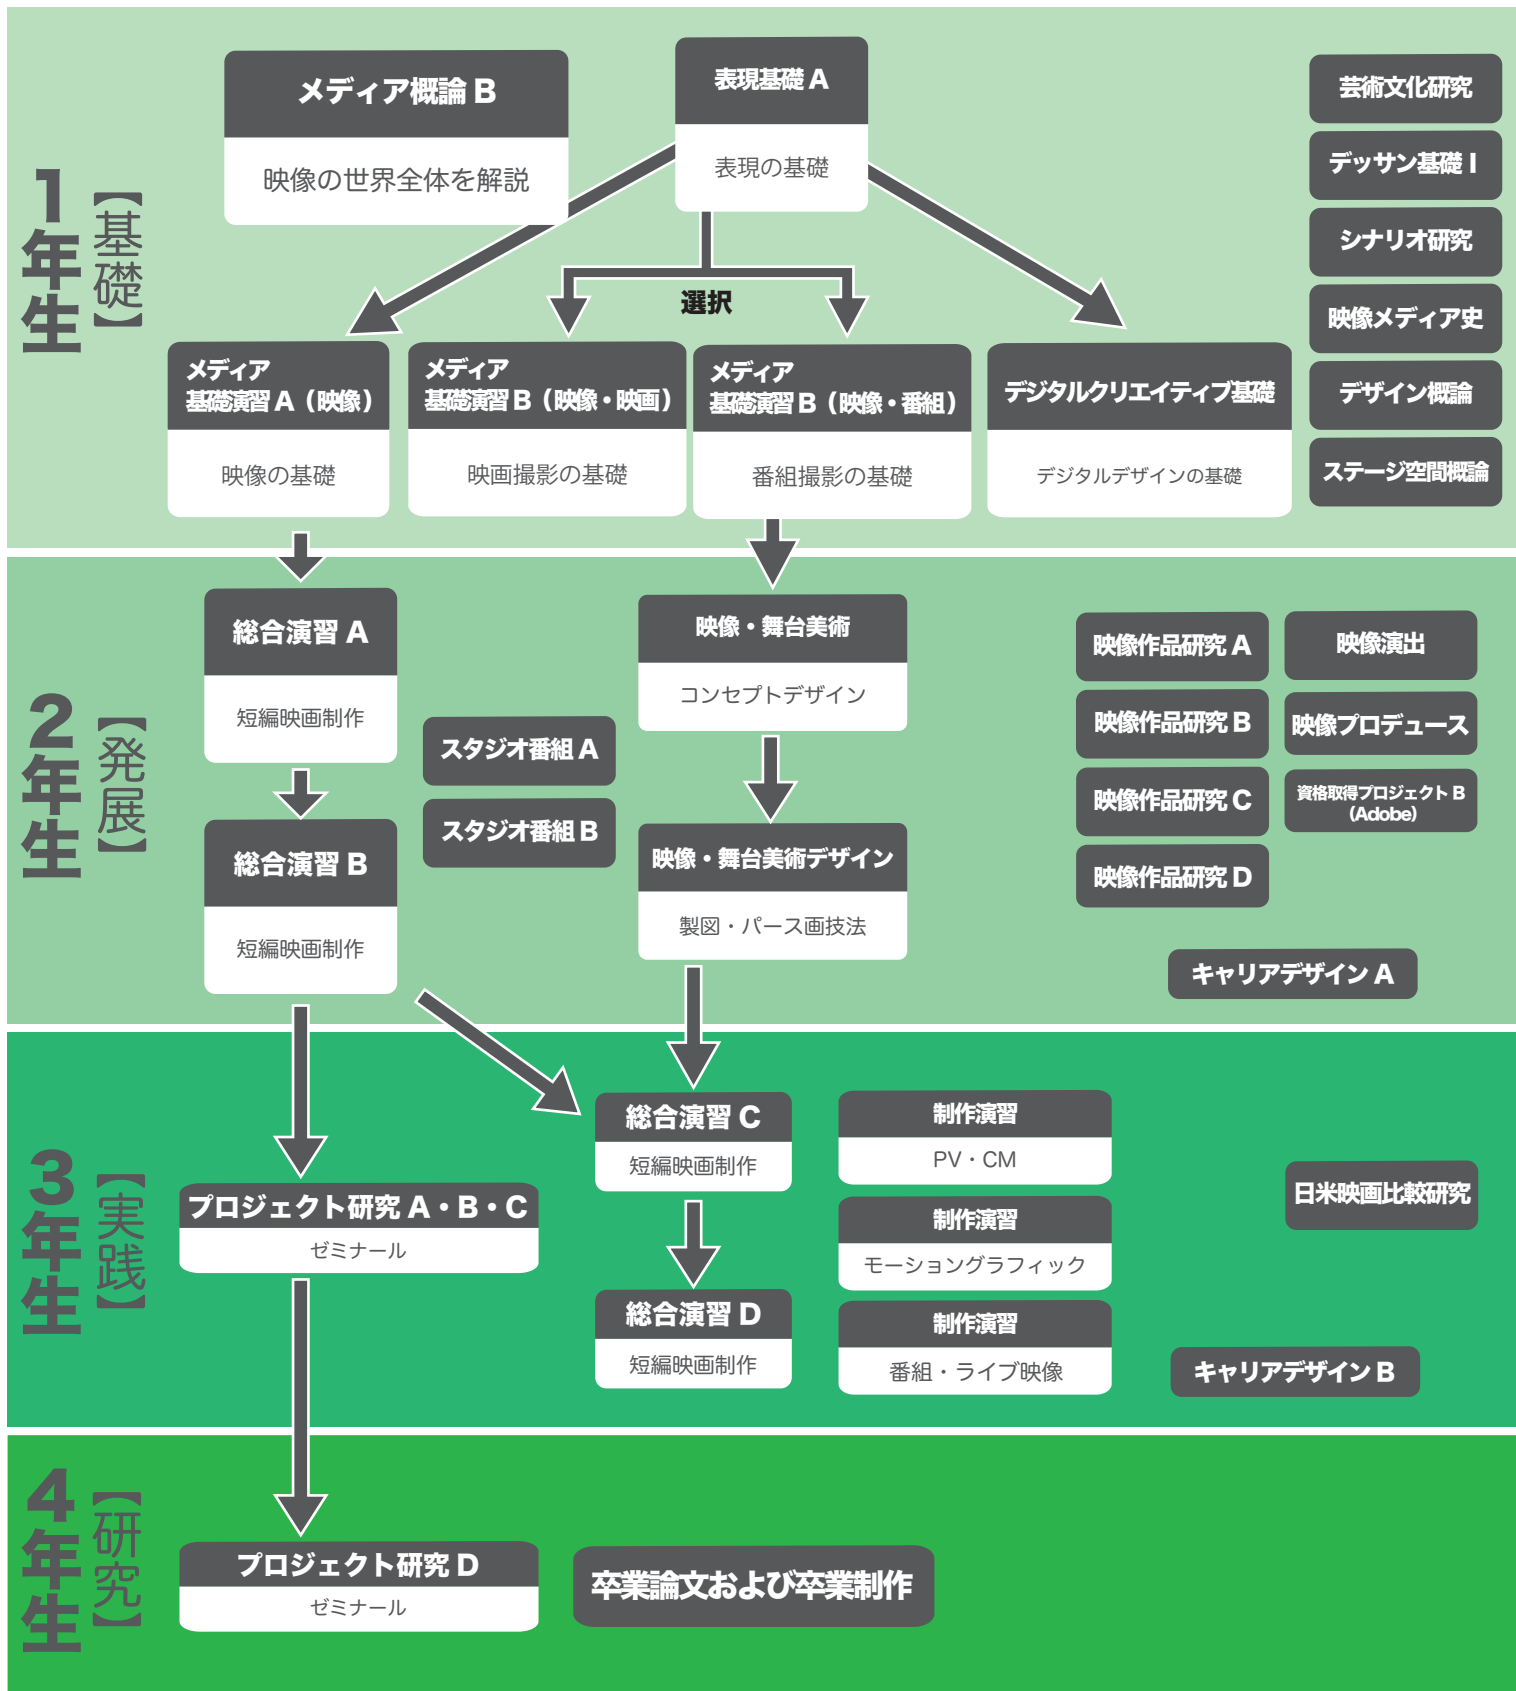 1年生
【基礎】
メディア概論 B
映像の世界全体を解説
表現基礎 A
表現の基礎
選択
メディア
基礎演習 A（映像）
映像の基礎
メディア
基礎演習 B（映像・映画）
映画撮影の基礎
メディア
基礎演習 B（映像・番組）
番組撮影の基礎
デジタルクリエイティブ基礎
デジタルデザインの基礎
芸術文化研究
デッサン基礎 I
シナリオ研究
映像メディア史
デザイン概論
ステージ空間概論
2年生
【発展】
総合演習 A
短編映画制作
総合演習 B
短編映画制作
スタジオ番組 A
スタジオ番組 B
映像・舞台美術
コンセプトデザイン
映像・舞台美術デザイン
製図・パース画技法
映像作品研究 A
映像作品研究 B
映像作品研究 C
映像作品研究 D
映像演出
映像プロデュース
資格取得プロジェクト B
（Adobe）
キャリアデザイン A
3年生
【実践】
プロジェクト研究 A・B・C
ゼミナール
総合演習 C
短編映画制作
総合演習 D
短編映画制作
制作演習
PV・CM
制作演習
モーショングラフィック
制作演習
番組・ライブ映像
日米映画比較研究
キャリアデザイン B
4年生
【研究】
プロジェクト研究 D
ゼミナール
卒業論文および卒業制作